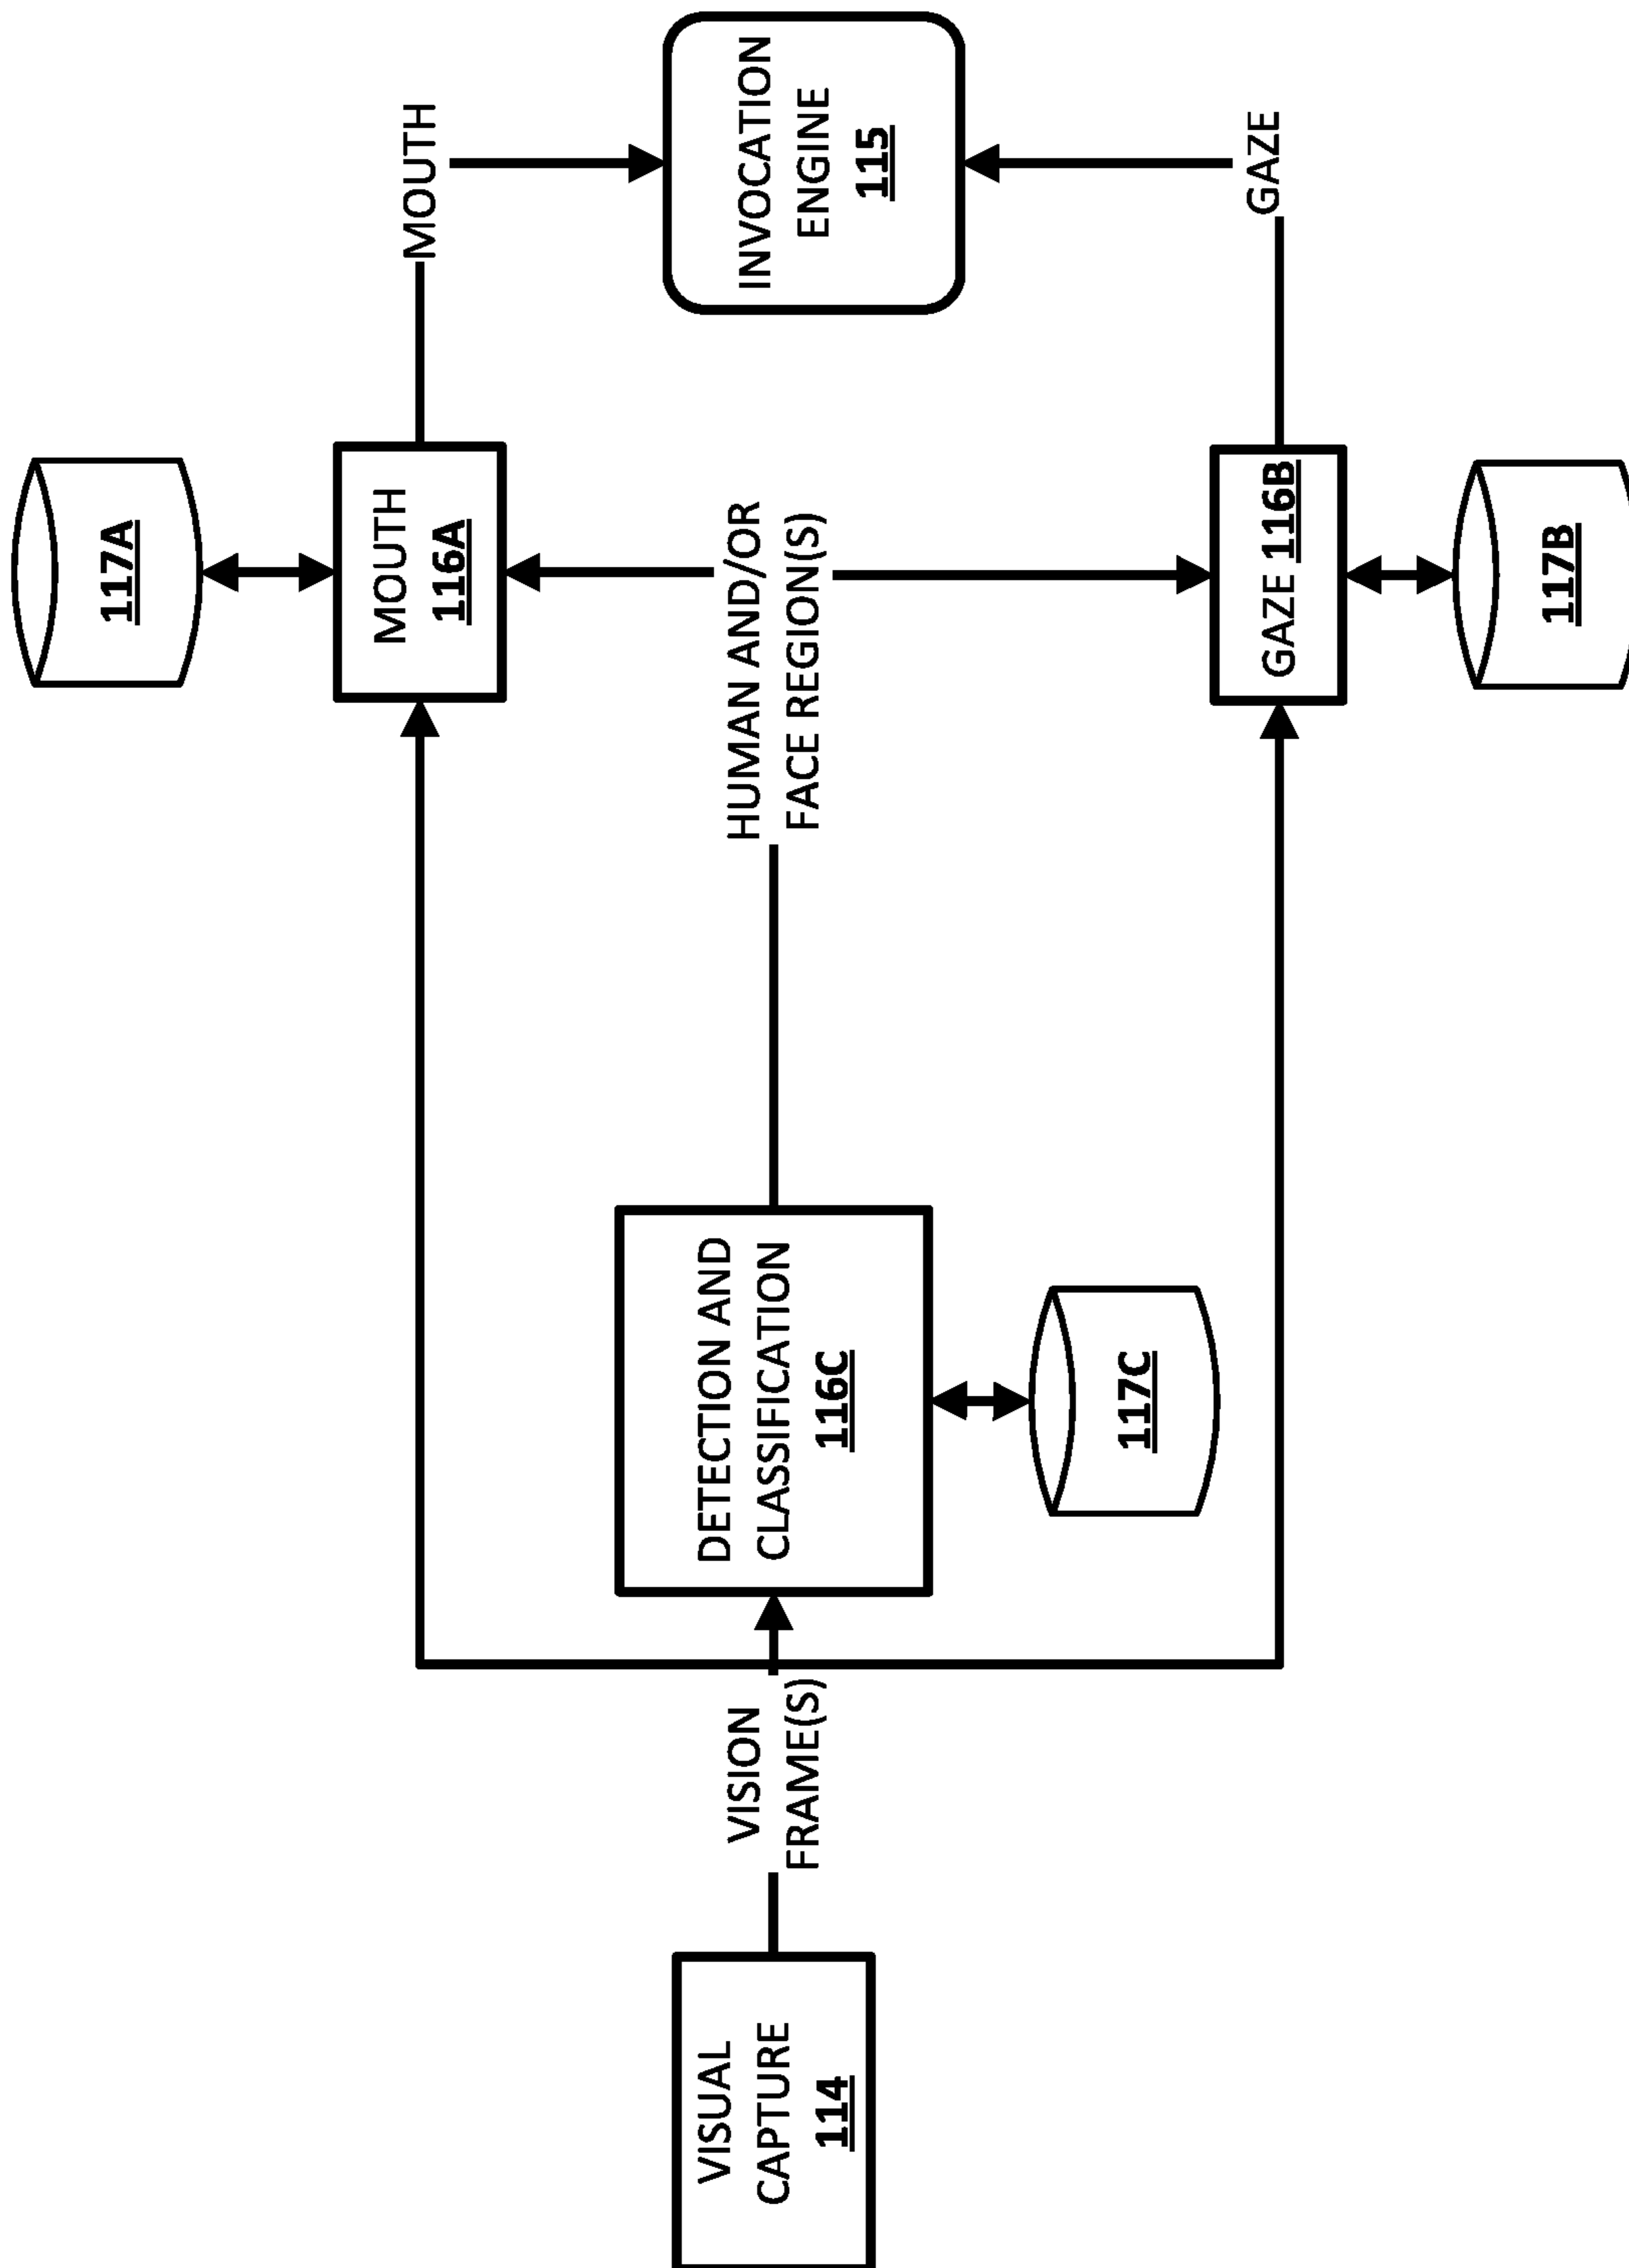 VISUAL
CAPTURE
114
VISION
FRAME(S)
DETECTION AND
CLASSIFICATION
116C
117C
HUMAN AND/OR
FACE REGION(S)
117A
MOUTH
116A
GAZE 116B
117B
MOUTH
INVOCATION
ENGINE
115
GAZE